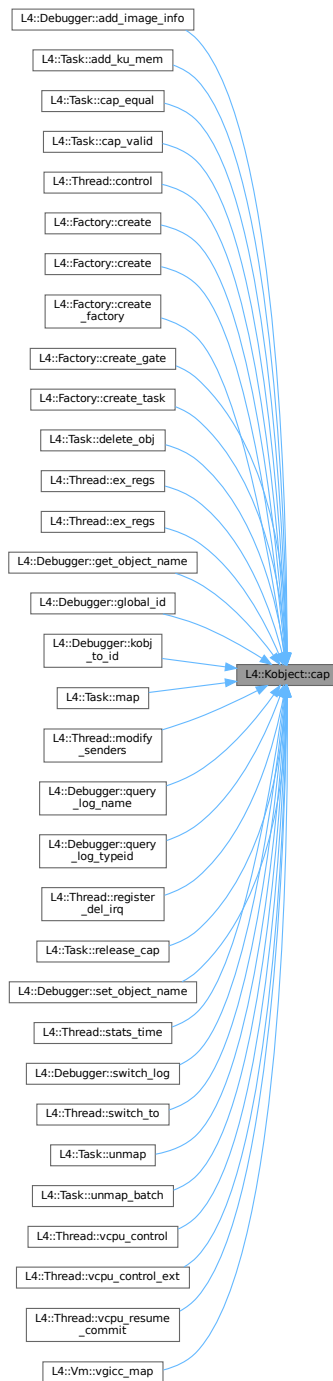 L4::Debugger::add_image_info
L4::Task::add_ku_mem
L4::Task::cap_equal
L4::Task::cap_valid
L4::Thread::control
L4::Factory::create
L4::Factory::create
L4::Factory::create
_factory
L4::Factory::create_gate
L4::Factory::create_task
L4::Task::delete_obj
L4::Thread::ex_regs
L4::Thread::ex_regs
L4::Debugger::get_object_name
L4::Debugger::global_id
L4::Debugger::kobj
_to_id
L4::Kobject::cap
L4::Task::map
L4::Thread::modify
_senders
L4::Debugger::query
_log_name
L4::Debugger::query
_log_typeid
L4::Thread::register
_del_irq
L4::Task::release_cap
L4::Debugger::set_object_name
L4::Thread::stats_time
L4::Debugger::switch_log
L4::Thread::switch_to
L4::Task::unmap
L4::Task::unmap_batch
L4::Thread::vcpu_control
L4::Thread::vcpu_control_ext
L4::Thread::vcpu_resume
_commit
L4::Vm::vgicc_map